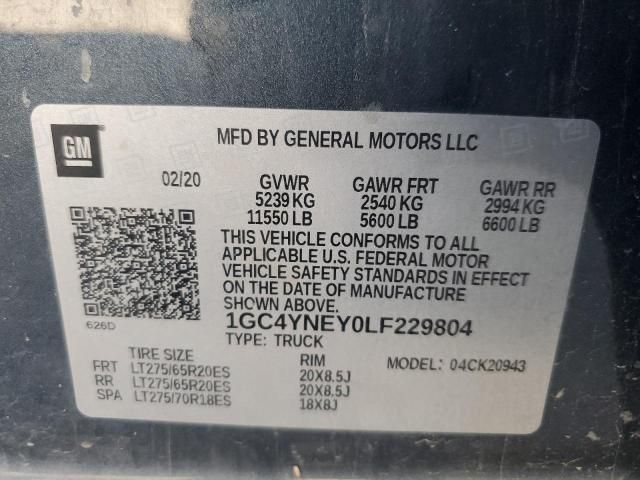 GM
MFD BY GENERAL MOTORS LLC
02/20 GVWR GAWR FRT GAWR RR
5239 KG 2540 KG 2994 KG
11550 LB 5600 LB 6600 LB
THIS VEHICLE CONFORMS TO ALL
APPLICABLE U.S. FEDERAL MOTOR
VEHICLE SAFETY STANDARDS IN EFFECT
ON THE DATE OF MANUFACTURE
SHOWN ABOVE.
626D 1GC4YNEY0LF229804
TYPE: TRUCK
TIRE SIZE RIM MODEL: 04CK20943
FRT LT275/65R20ES 20X8.5J
RR LT275/65R20ES 20X8.5J
SPA LT275/70R18ES 18X8J